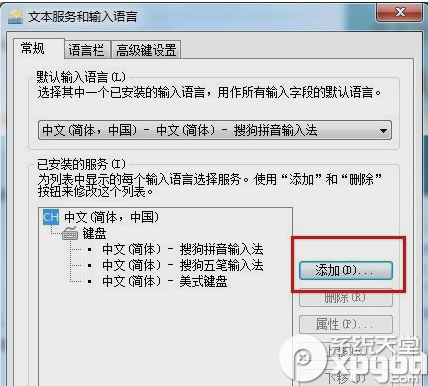 文本服务和输入语言
常规 语言栏 高级键设置
默认输入语言(L)
选择其中一个已安装的输入语言，用作所有输入字段的默认语言。
中文(简体，中国) - 中文(简体) - 搜狗拼音输入法
已安装的服务(I)
为列表中显示的每个输入语言选择服务。使用“添加”和“删除”
按钮来修改这个列表。
CH 中文(简体，中国)
键盘
• 中文(简体) - 搜狗拼音输入法
• 中文(简体) - 搜狗五笔输入法
• 中文(简体) - 美式键盘
添加(D)...
删除(R)
属性(P)...
系统天堂
下移(O)